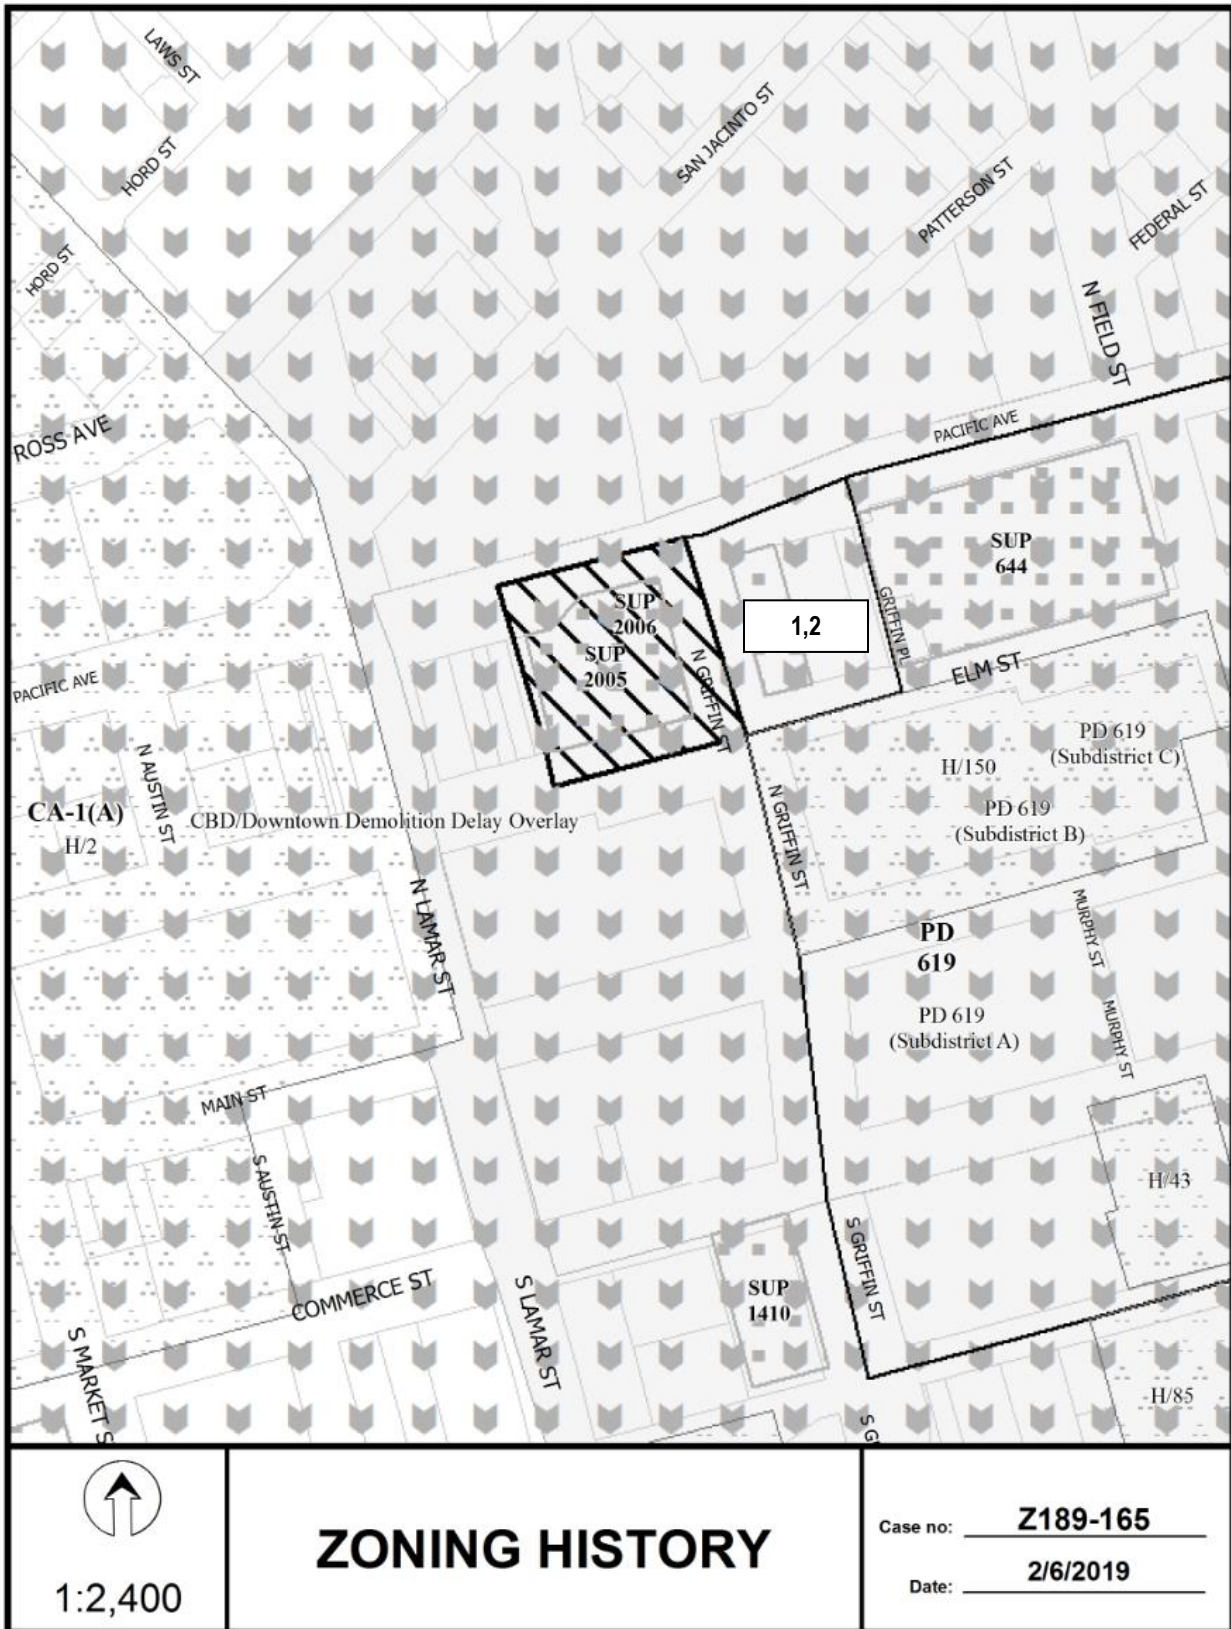 LAWS ST
HORD ST
SAN JACINTO ST
PATTERSON ST
FEDERAL ST
HORD ST
N FIELD ST
ROSS AVE
PACIFIC AVE
SUP
644
SUP
2006
GRIFFIN PL
1,2
SUP
2005
N GRIFFIN ST
ELM ST
PACIFIC AVE
PD 619
(Subdistrict C)
N AUSTIN ST
H/150
N GRIFFIN ST
CA-1(A)
H/2
CBD/Downtown Demolition Delay Overlay
PD 619
(Subdistrict B)
N LAMAR ST
MURPHY ST
PD
619
PD 619
(Subdistrict A)
MURPHY ST
MAIN ST
S AUSTIN ST
H/43
S GRIFFIN ST
COMMERCE ST
SUP
1410
S LAMAR ST
S MARKET S
H/85
S G
1:2,400
ZONING HISTORY
Case no: Z189-165
Date: 2/6/2019